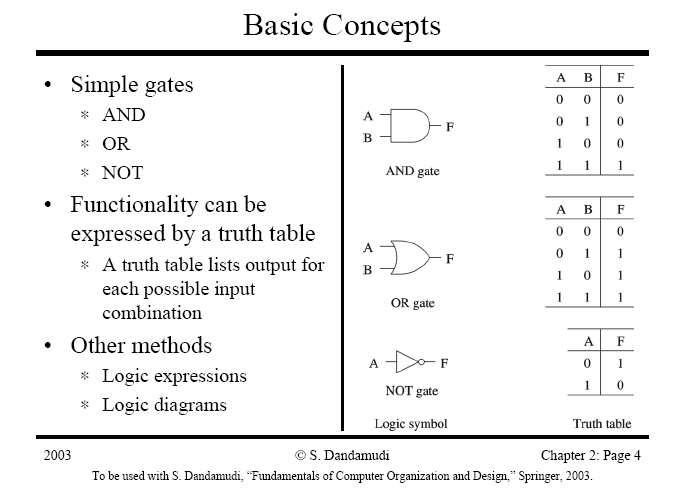 Basic Concepts
• Simple gates
* AND
* OR
* NOT
• Functionality can be
expressed by a truth table
* A truth table lists output for
each possible input
combination
• Other methods
* Logic expressions
* Logic diagrams
A
B
F
AND gate
A
B
F
OR gate
A
F
NOT gate
Logic symbol
A B F
0 0 0
0 1 0
1 0 0
1 1 1
A B F
0 0 0
0 1 1
1 0 1
1 1 1
A F
0 1
1 0
Truth table
2003 © S. Dandamudi Chapter 2: Page 4
To be used with S. Dandamudi, “Fundamentals of Computer Organization and Design,” Springer, 2003.